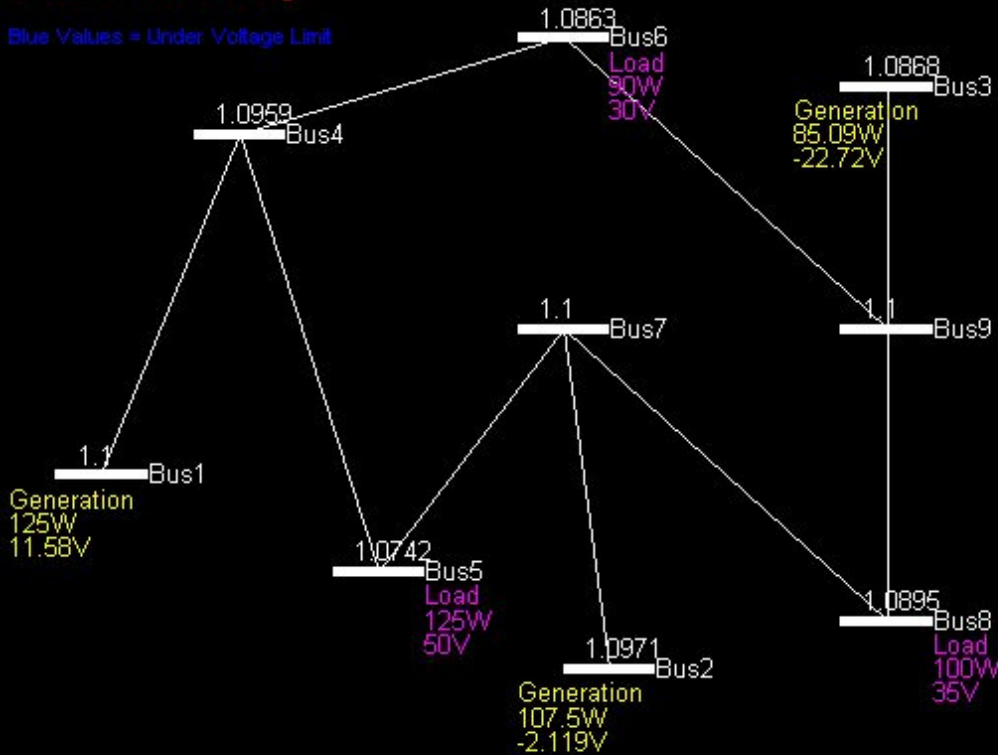 Blue Values = Under Voltage Limit
1.0863
Bus6
Load
90W
30V
1.0868
Bus3
Generation
85.09W
-22.72V
1.0959
Bus4
1.1
Bus7
1.1
Bus9
1.1
Bus1
Generation
125W
11.58V
1.0742
Bus5
Load
125W
50V
1.0971
Bus2
Generation
107.5W
-2.119V
1.0895
Bus8
Load
100W
35V